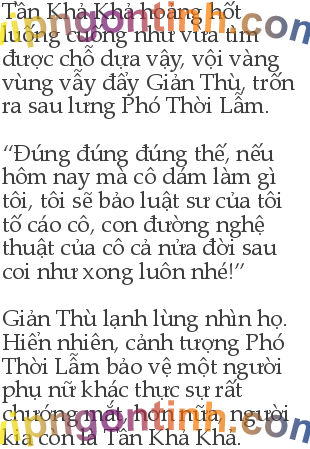 Tần Khả Khả hoảng hốt
luống cuống như vừa tìm
được chỗ dựa vậy, vội vàng
vùng vẫy đẩy Giản Thù, trốn
ra sau lưng Phó Thời Lẫm.
“Đúng đúng đúng thế, nếu
hôm nay mà cô dám làm gì
tôi, tôi sẽ bảo luật sư của tôi
tố cáo cô, con đường nghệ
thuật của cô cả nửa đời sau
coi như xong luôn nhé!”
Giản Thù lạnh lùng nhìn họ.
Hiển nhiên, cảnh tượng Phó
Thời Lẫm bảo vệ một người
phụ nữ khác thực sự rất
chướng mắt, hơn nữa, người
kia còn là Tần Khả Khả.